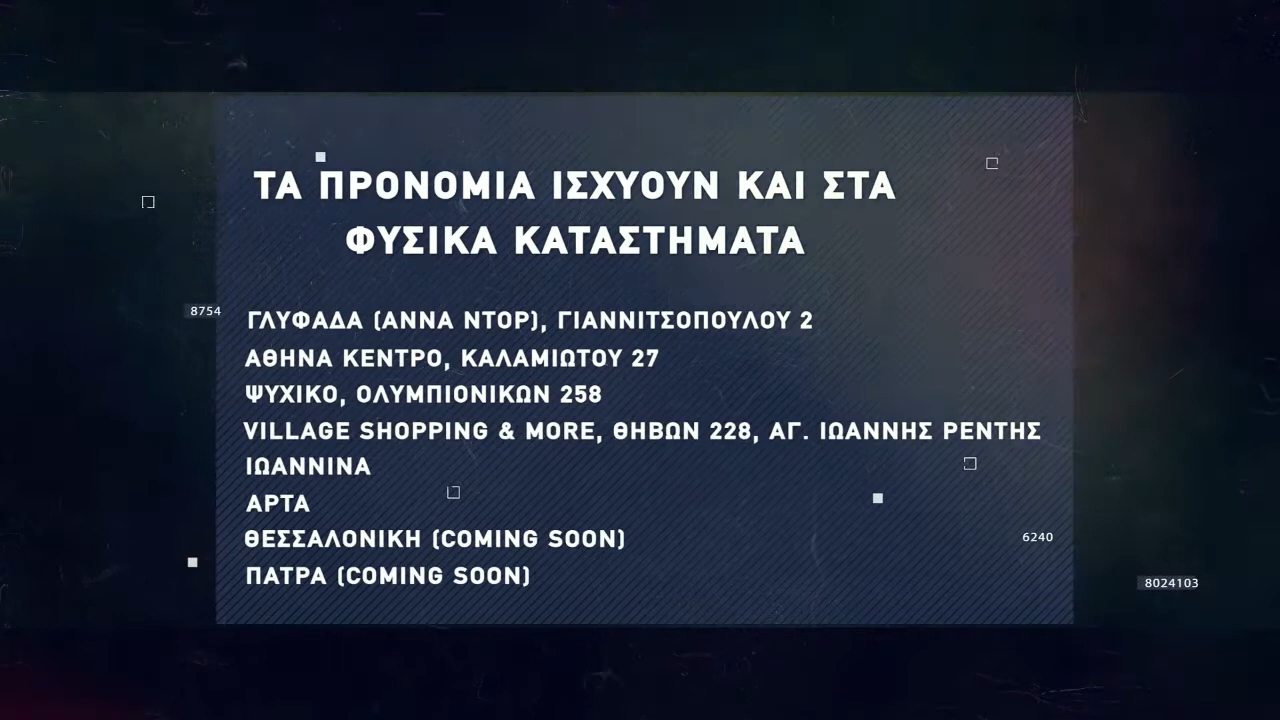 ΤΑ ΠΡΟΝΟΜΙΑ ΙΣΧΥΟΥΝ ΚΑΙ ΣΤΑ
ΦΥΣΙΚΑ ΚΑΤΑΣΤΗΜΑΤΑ
8754
ΓΛΥΦΑΔΑ (ΑΝΝΑ ΝΤΟΡ), ΓΙΑΝΝΙΤΣΟΠΟΥΛΟΥ 2
ΑΘΗΝΑ ΚΕΝΤΡΟ, ΚΑΛΑΜΙΩΤΟΥ 27
ΨΥΧΙΚΟ, ΟΛΥΜΠΙΟΝΙΚΩΝ 258
VILLAGE SHOPPING & MORE, ΘΗΒΩΝ 228, ΑΓ. ΙΩΑΝΝΗΣ ΡΕΝΤΗΣ
ΙΩΑΝΝΙΝΑ
ΑΡΤΑ
ΘΕΣΣΑΛΟΝΙΚΗ (COMING SOON)
6240
ΠΑΤΡΑ (COMING SOON)
8024103